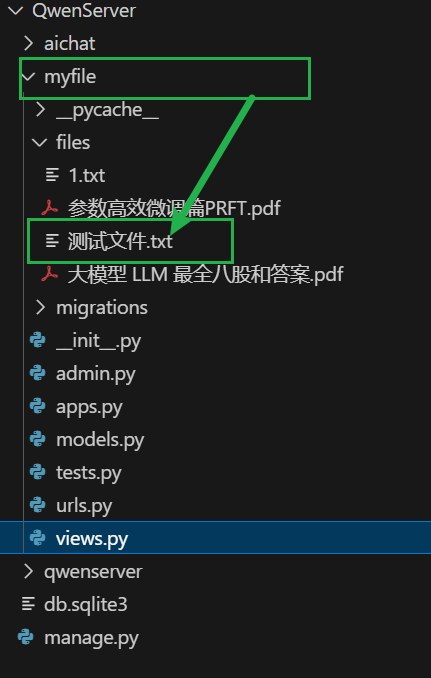 QwenServer
aichat
myfile
__pycache__
files
1.txt
参数高效微调篇PRFT.pdf
测试文件.txt
大模型 LLM 最全八股和答案.pdf
migrations
__init__.py
admin.py
apps.py
models.py
tests.py
urls.py
views.py
qwenserver
db.sqlite3
manage.py